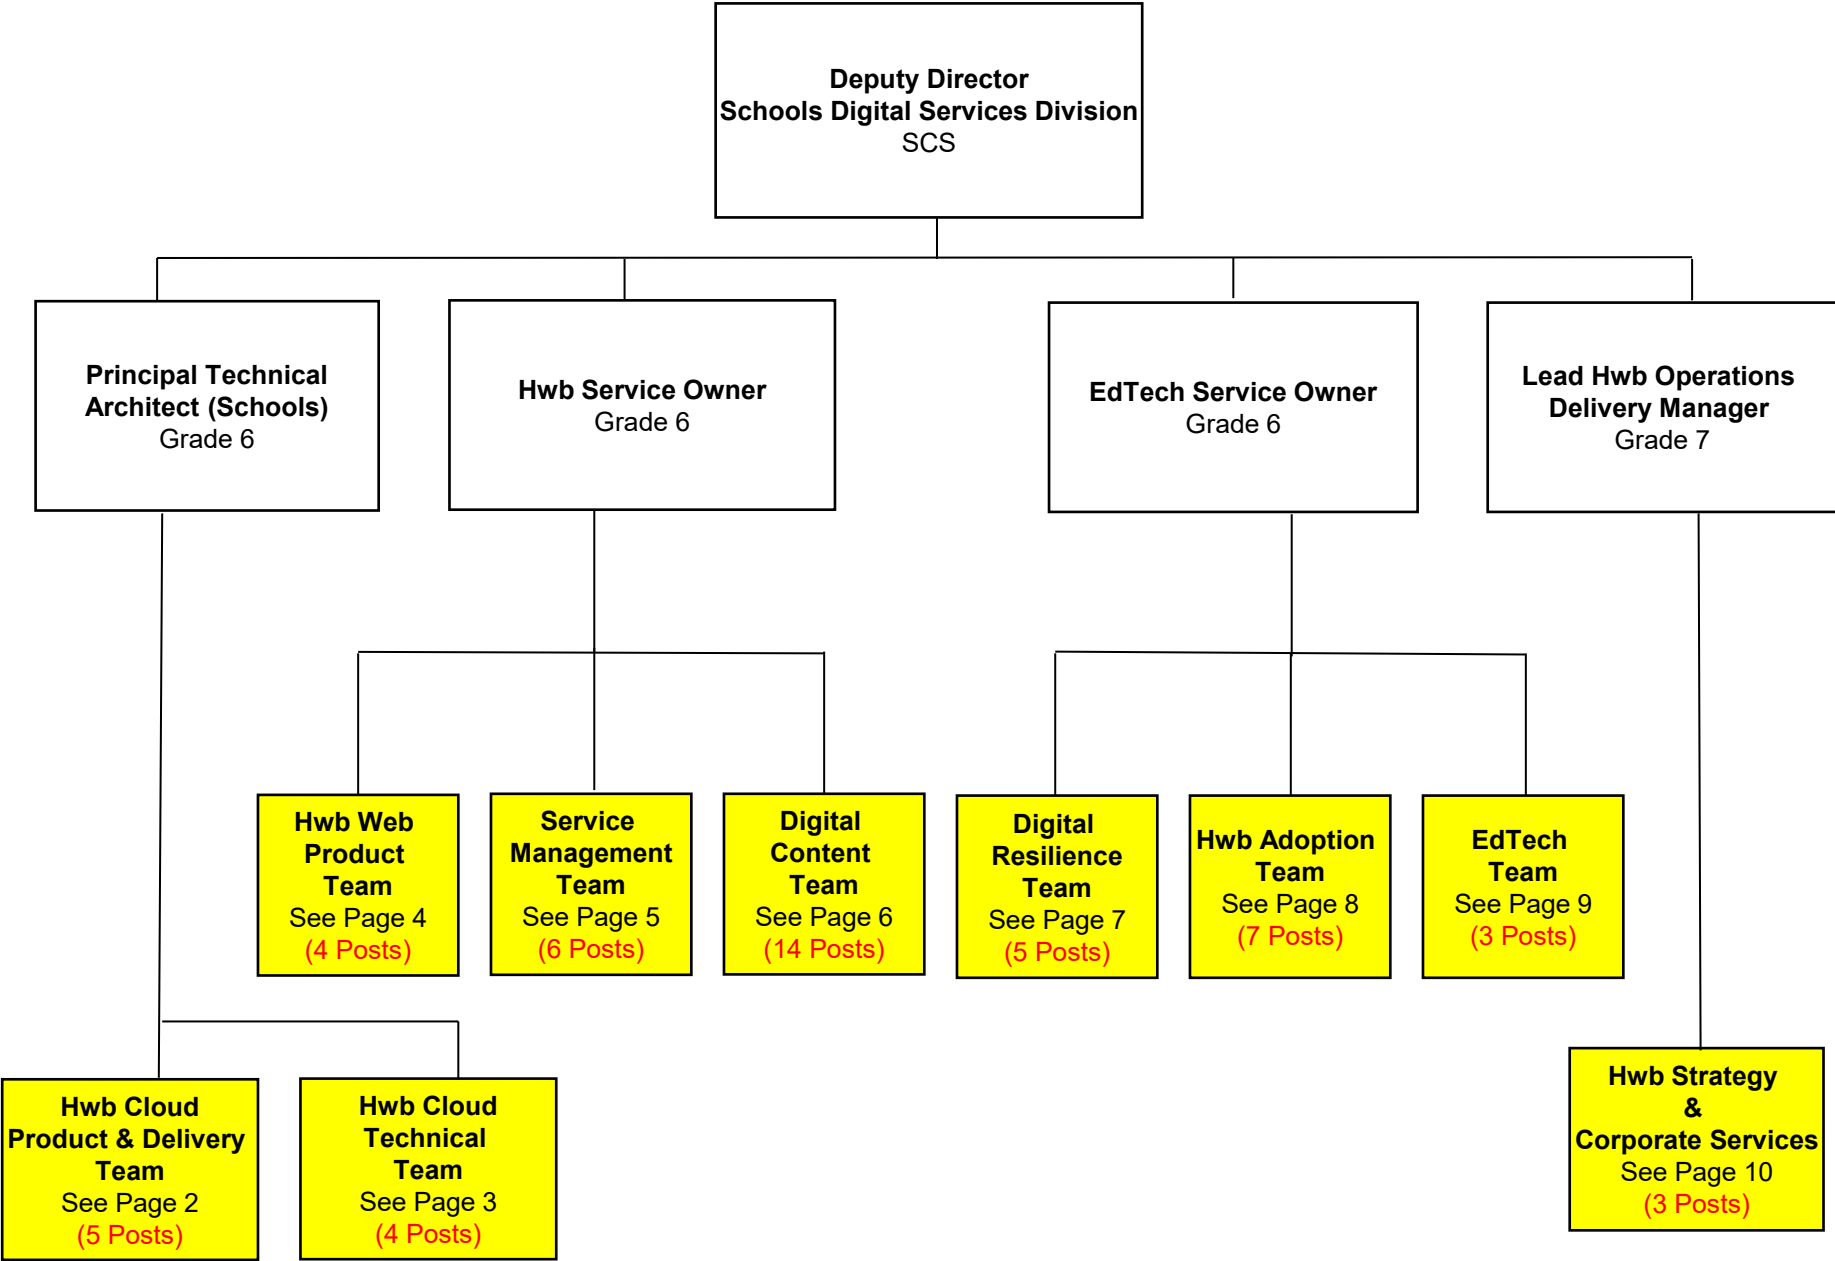 Deputy Director
Schools Digital Services Division
SCS
Principal Technical
Architect (Schools)
Grade 6
Hwb Service Owner
Grade 6
EdTech Service Owner
Grade 6
Lead Hwb Operations
Delivery Manager
Grade 7
Hwb Web
Product
Team
See Page 4
(4 Posts)
Service
Management
Team
See Page 5
(6 Posts)
Digital
Content
Team
See Page 6
(14 Posts)
Digital
Resilience
Team
See Page 7
(5 Posts)
Hwb Adoption
Team
See Page 8
(7 Posts)
EdTech
Team
See Page 9
(3 Posts)
Hwb Cloud
Product & Delivery
Team
See Page 2
(5 Posts)
Hwb Cloud
Technical
Team
See Page 3
(4 Posts)
Hwb Strategy
&
Corporate Services
See Page 10
(3 Posts)